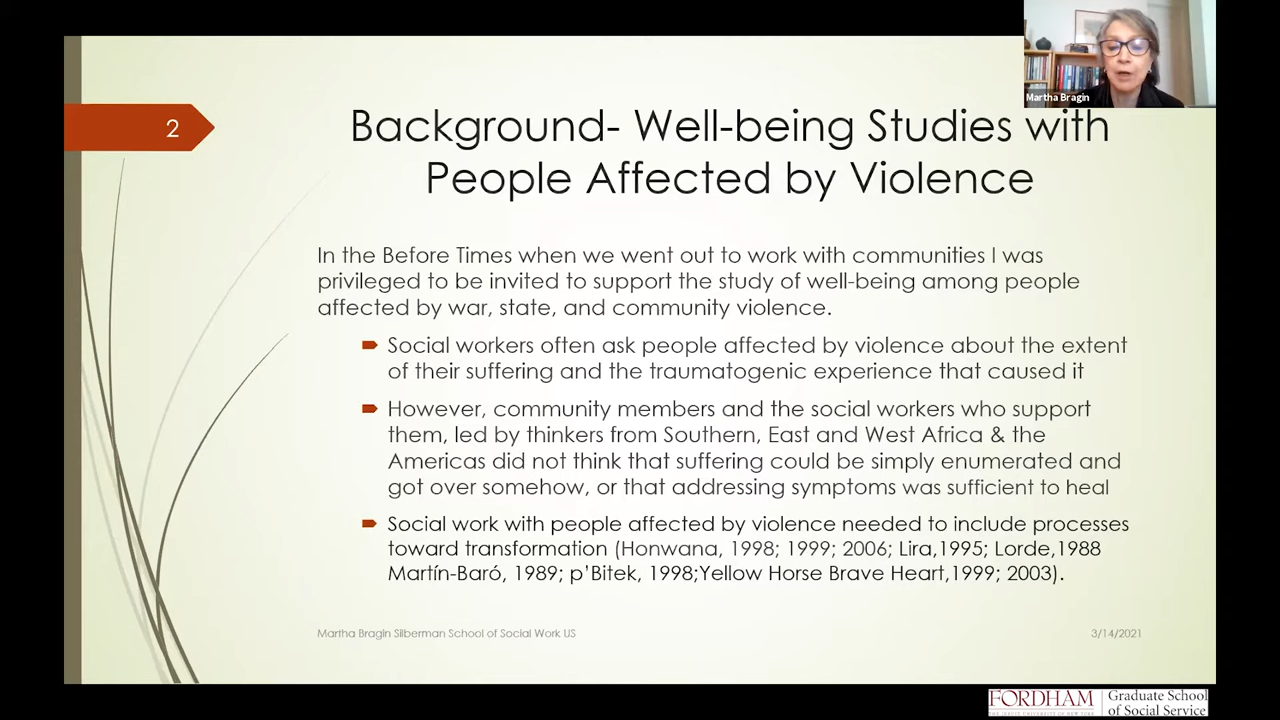 Martha Bragin
2
Background- Well-being Studies with
People Affected by Violence
In the Before Times when we went out to work with communities I was
privileged to be invited to support the study of well-being among people
affected by war, state, and community violence.
Social workers often ask people affected by violence about the extent
of their suffering and the traumatogenic experience that caused it
However, community members and the social workers who support
them, led by thinkers from Southern, East and West Africa & the
Americas did not think that suffering could be simply enumerated and
got over somehow, or that addressing symptoms was sufficient to heal
Social work with people affected by violence needed to include processes
toward transformation (Honwana, 1998; 1999; 2006; Lira,1995; Lorde,1988
Martín-Baró, 1989; p’Bitek, 1998;Yellow Horse Brave Heart,1999; 2003).
Martha Bragin Silberman School of Social Work US
3/14/2021
FORDHAM
Graduate School
of Social Service